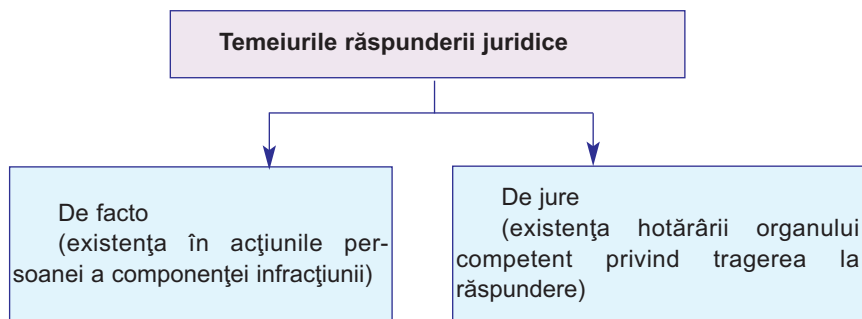 Temeiurile răspunderii juridice
De facto
(existenţa în acţiunile per-
soanei a componenţei infracţiunii)
De jure
(existenţa hotărârii organului
competent privind tragerea la
răspundere)